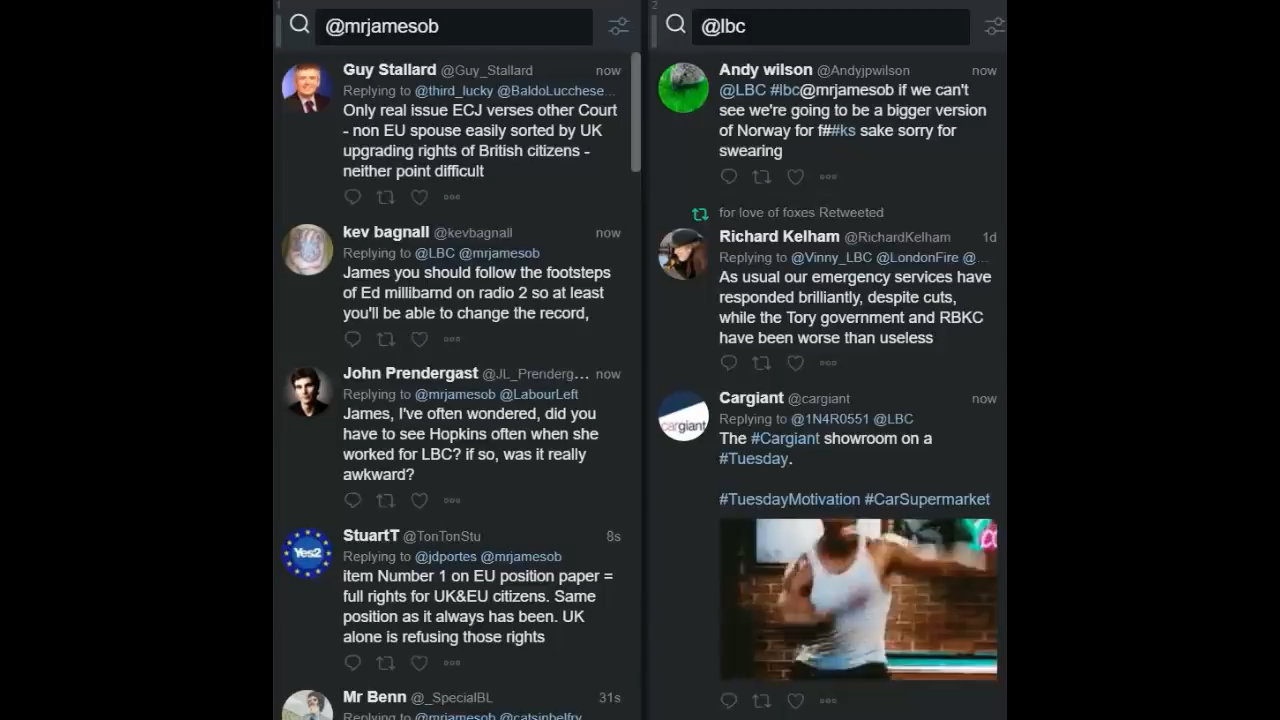 1
@mrjamesob
Guy Stallard @Guy_Stallard now
Replying to @third_lucky @BaldoLucchese...
Only real issue ECJ verses other Court
- non EU spouse easily sorted by UK
upgrading rights of British citizens -
neither point difficult
kev bagnall @kevbagnall now
Replying to @LBC @mrjamesob
James you should follow the footsteps
of Ed millibarnd on radio 2 so at least
you'll be able to change the record,
John Prendergast @JL_Prenderg... now
Replying to @mrjamesob @LabourLeft
James, I've often wondered, did you
have to see Hopkins often when she
worked for LBC? if so, was it really
awkward?
Yes2
StuartT @TonTonStu 8s
Replying to @jdportes @mrjamesob
item Number 1 on EU position paper =
full rights for UK&EU citizens. Same
position as it always has been. UK
alone is refusing those rights
Mr Benn @_SpecialBL 31s
Replying to @mrjamesob @catsinbelfry
2
@lbc
Andy wilson @Andyjpwilson now
@LBC #lbc@mrjamesob if we can't
see we're going to be a bigger version
of Norway for f##ks sake sorry for
swearing
for love of foxes Retweeted
Richard Kelham @RichardKelham 1d
Replying to @Vinny_LBC @LondonFire @...
As usual our emergency services have
responded brilliantly, despite cuts,
while the Tory government and RBKC
have been worse than useless
cargiant
Cargiant @cargiant now
Replying to @1N4R0551 @LBC
The #Cargiant showroom on a
#Tuesday.
#TuesdayMotivation #CarSupermarket